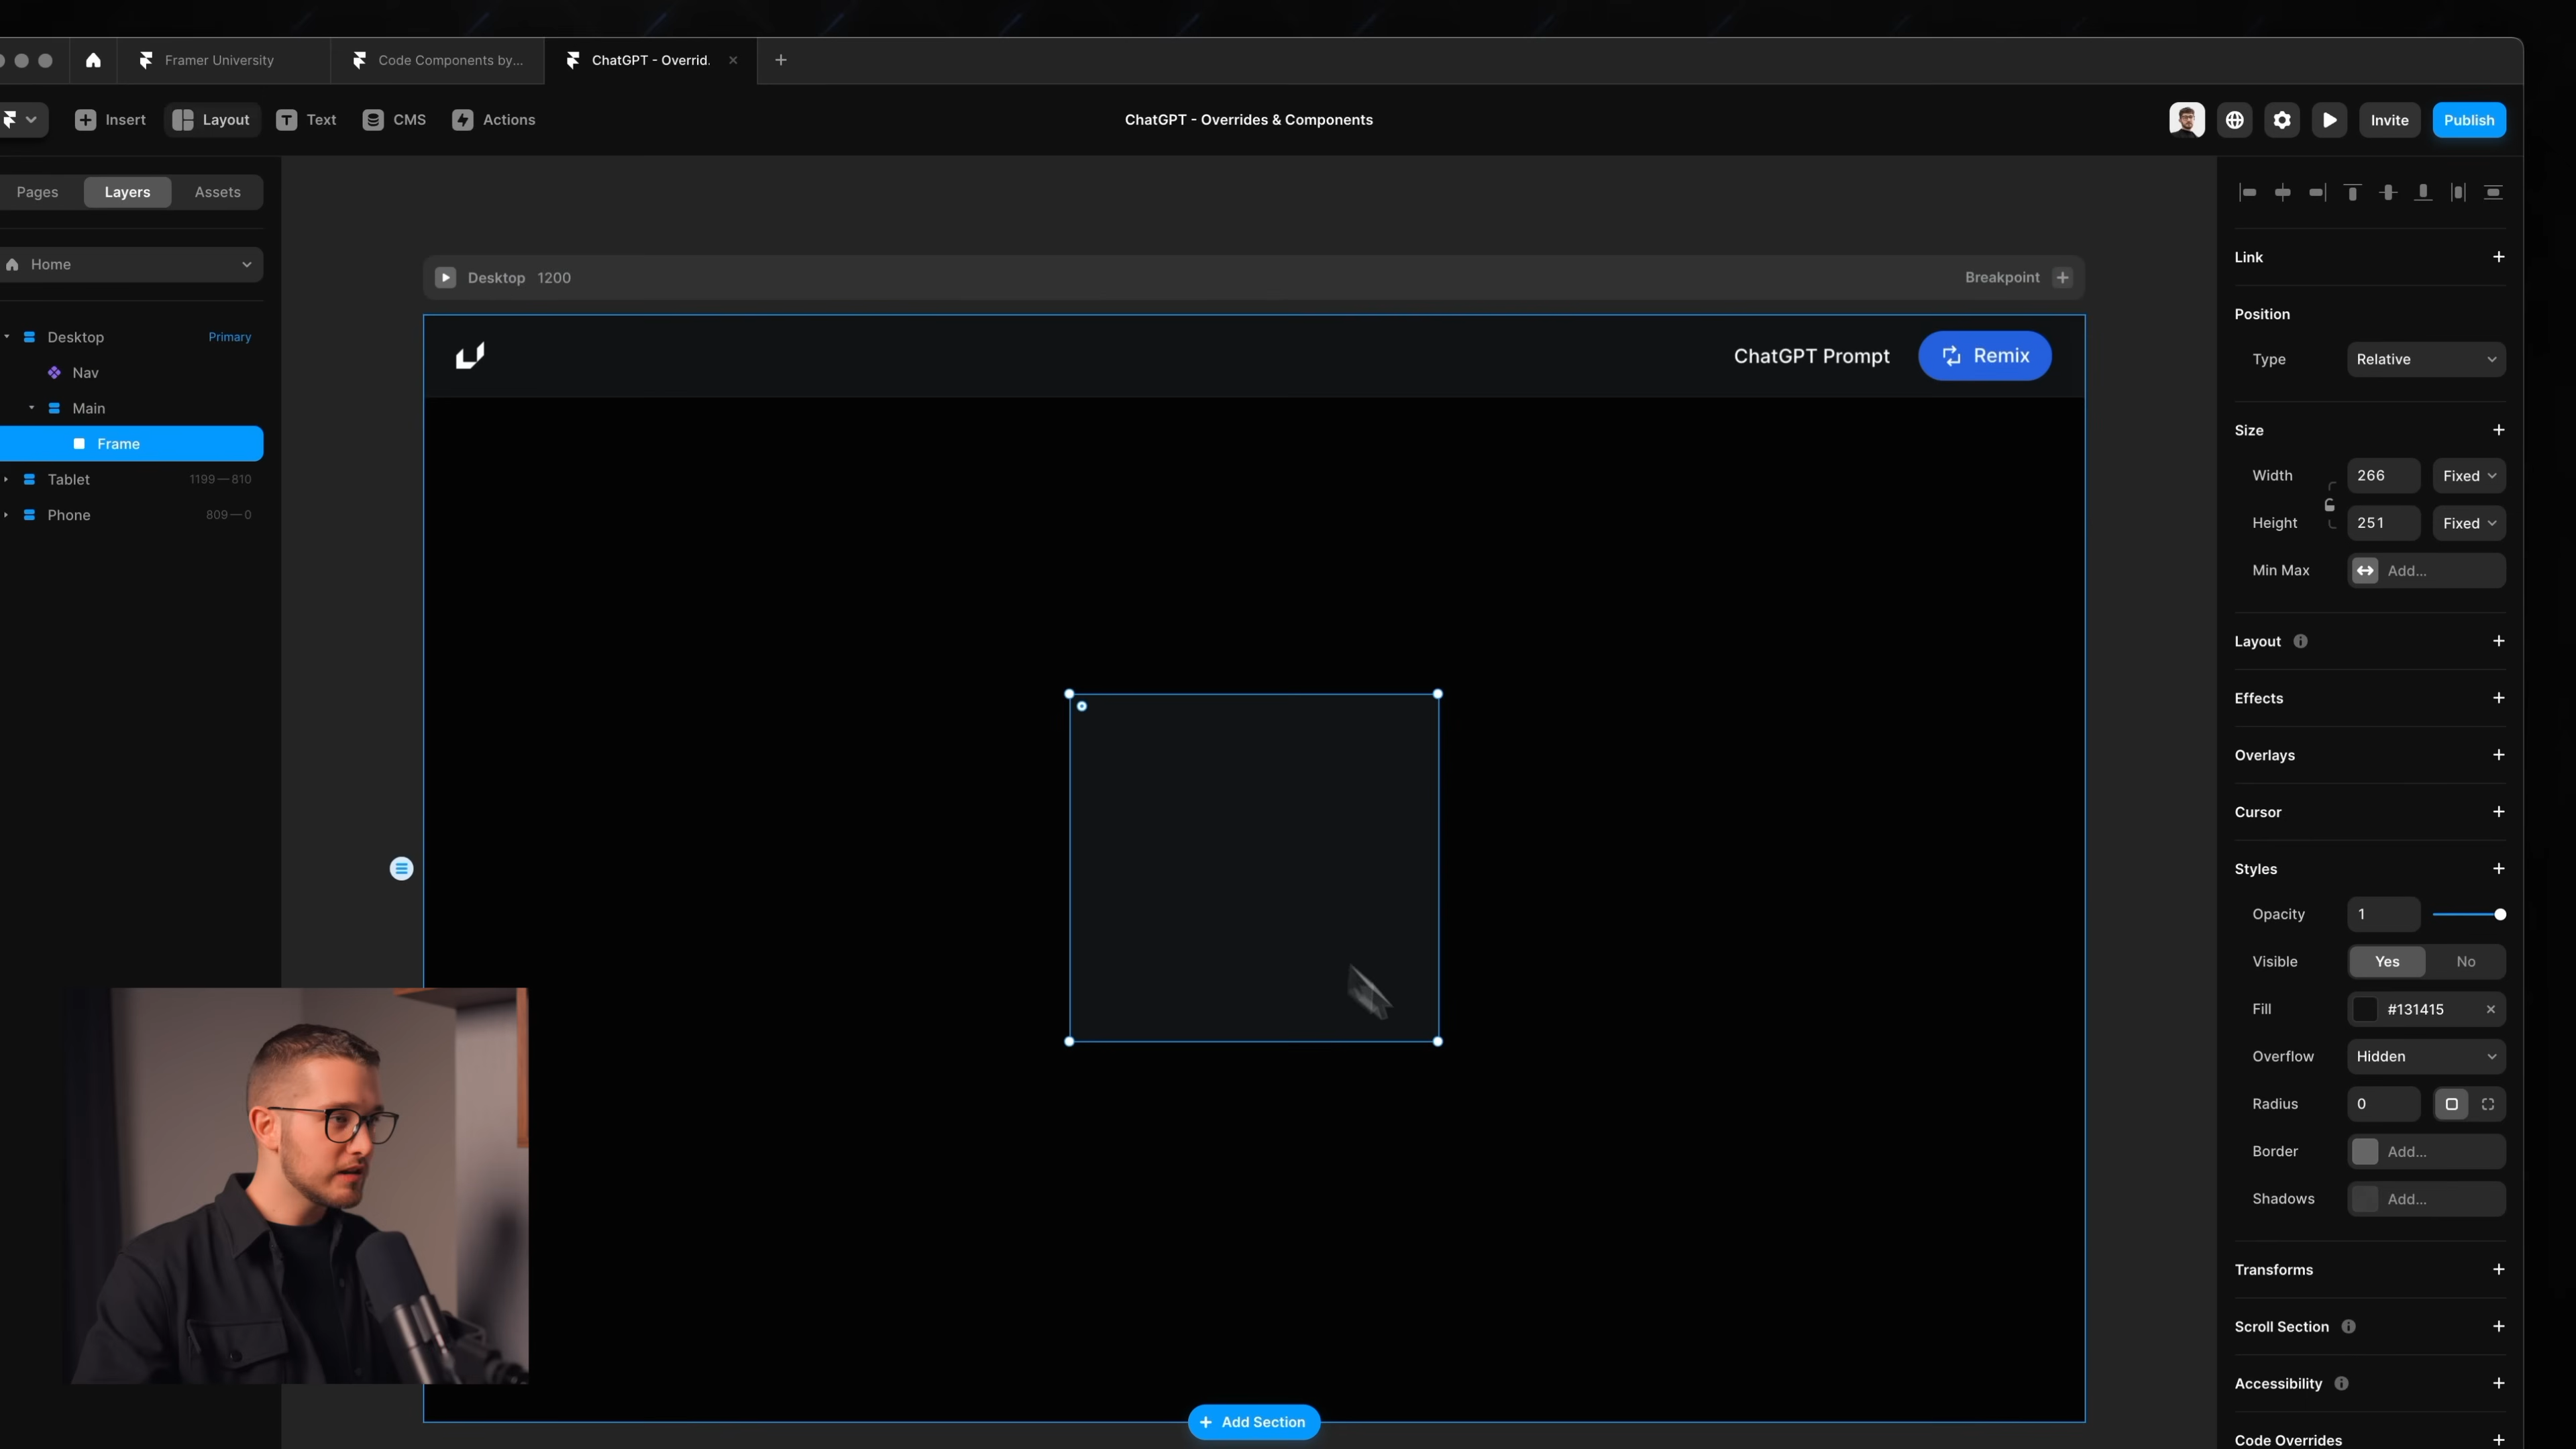 Framer University
Code Components by...
ChatGPT - Overrid.
Insert
Layout
Text
CMS
Actions
ChatGPT - Overrides & Components
Invite
Publish
Pages
Layers
Assets
Home
Desktop
Primary
Nav
Main
Frame
Tablet
1199—810
Phone
809—0
Desktop 1200
Breakpoint
ChatGPT Prompt
Remix
Add Section
Link
Position
Type
Relative
Size
Width
266
Fixed
Height
251
Fixed
Min Max
Add...
Layout
Effects
Overlays
Cursor
Styles
Opacity
1
Visible
Yes
No
Fill
#131415
Overflow
Hidden
Radius
0
Border
Add...
Shadows
Add...
Transforms
Scroll Section
Accessibility
Code Overrides